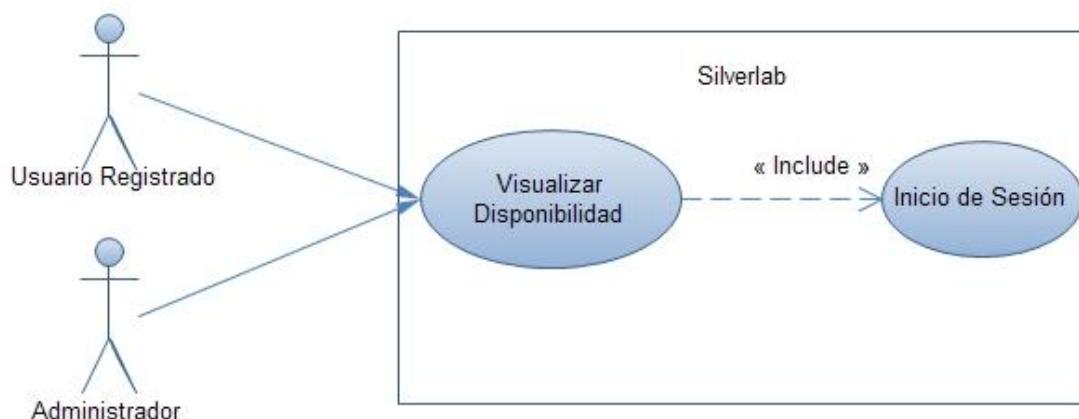 Silverlab
Usuario Registrado
Visualizar
Disponibilidad
« Include »
Inicio de Sesión
Administrador